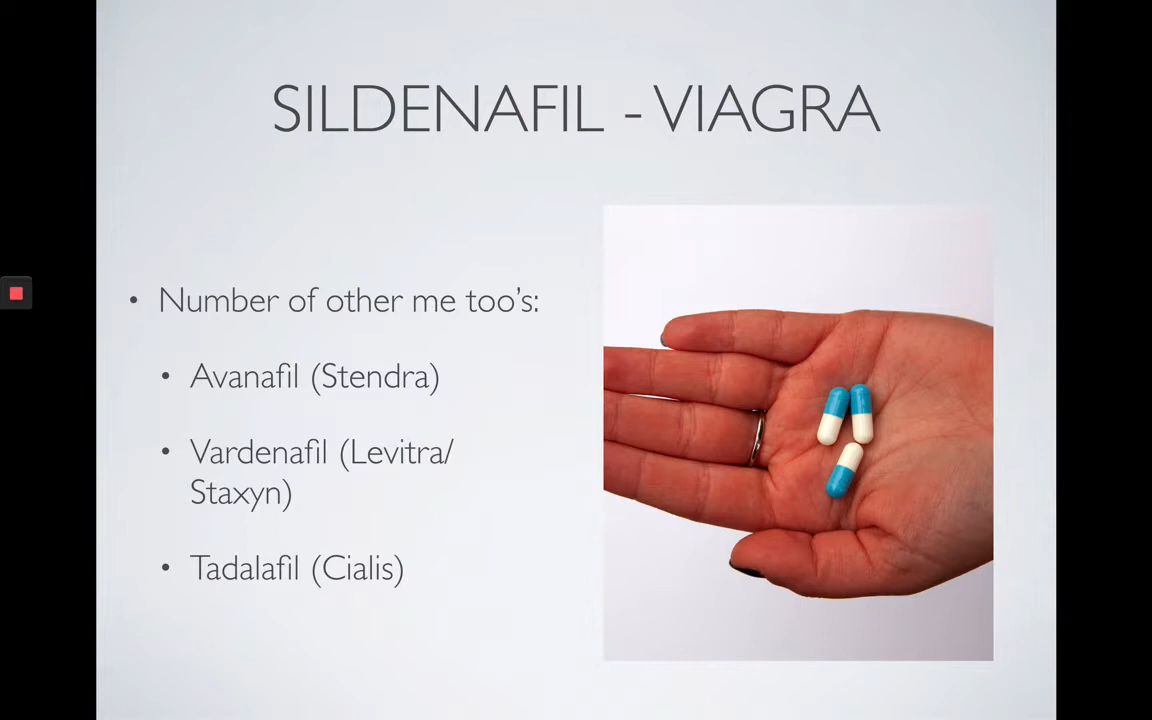 SILDENAFIL - VIAGRA
• Number of other me too's:
• Avanafil (Stendra)
• Vardenafil (Levitra/
Staxyn)
• Tadalafil (Cialis)